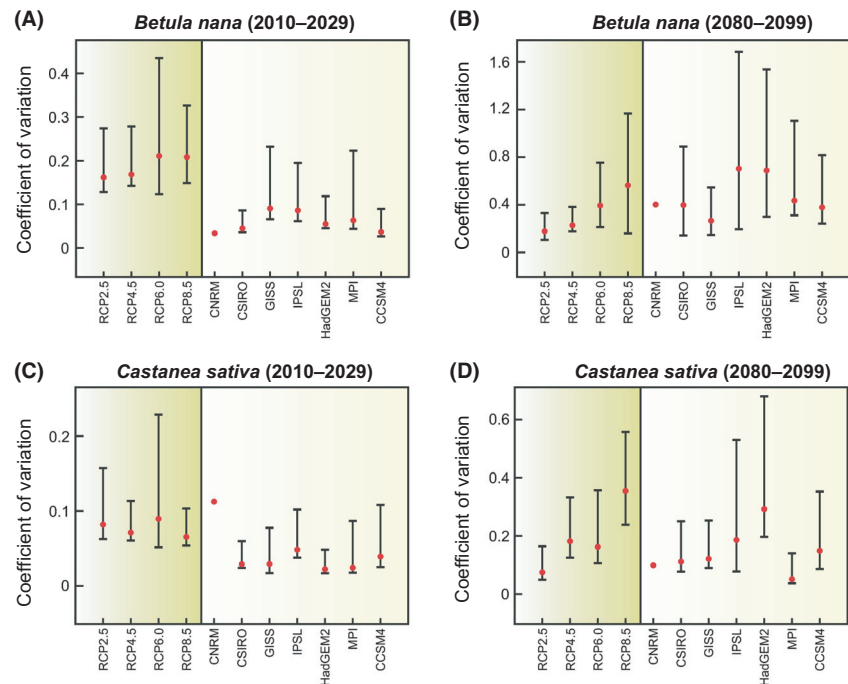 (A)
Betula nana (2010–2029)
Coefficient of variation
0.4
0.3
0.2
0.1
0
RCP2.5
RCP4.5
RCP6.0
RCP8.5
CNRM
CSIRO
GISS
IPSL
HadGEM2
MPI
CCSM4
(B)
Betula nana (2080–2099)
Coefficient of variation
1.6
1.2
0.8
0.4
0
RCP2.5
RCP4.5
RCP6.0
RCP8.5
CNRM
CSIRO
GISS
IPSL
HadGEM2
MPI
CCSM4
(C)
Castanea sativa (2010–2029)
Coefficient of variation
0.2
0.1
0
RCP2.5
RCP4.5
RCP6.0
RCP8.5
CNRM
CSIRO
GISS
IPSL
HadGEM2
MPI
CCSM4
(D)
Castanea sativa (2080–2099)
Coefficient of variation
0.6
0.4
0.2
0
RCP2.5
RCP4.5
RCP6.0
RCP8.5
CNRM
CSIRO
GISS
IPSL
HadGEM2
MPI
CCSM4